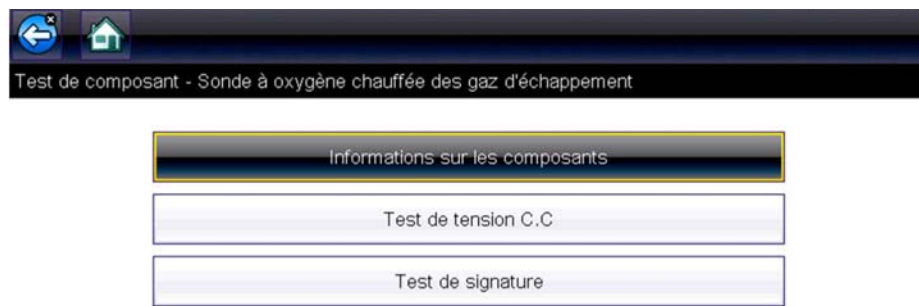 Test de composant - Sonde à oxygène chauffée des gaz d'échappement
Informations sur les composants
Test de tension C.C
Test de signature